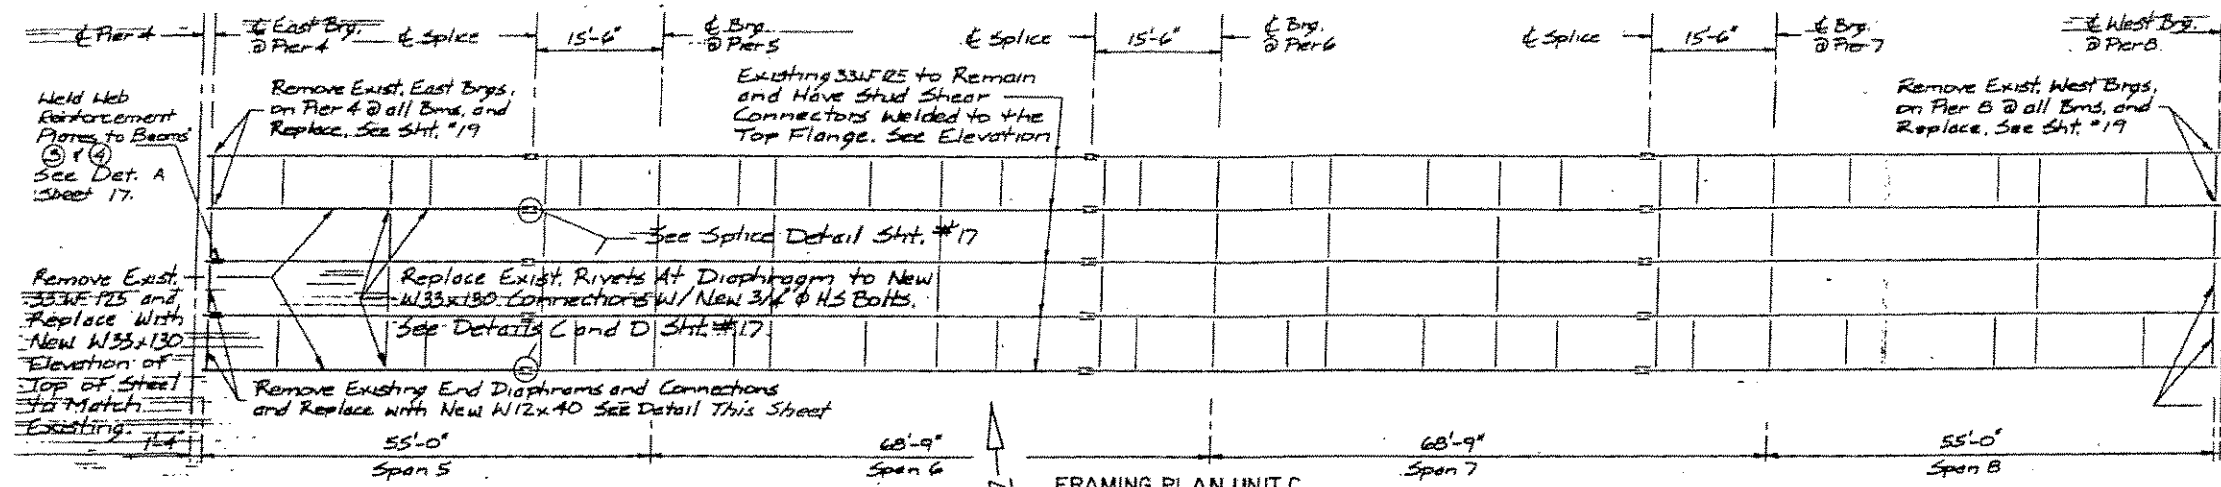 ℄ Pier 4
℄ East Brg.
@ Pier 4
℄ Splice
15'-6"
℄ Brg.
@ Pier 5
℄ Splice
15'-6"
℄ Brg.
@ Pier 6
℄ Splice
15'-6"
℄ Brg.
@ Pier 7
℄ West Brg.
@ Pier 8.
Weld Web
Reinforcement
Plates to Beams
③ & ④
See Det. A
Sheet 17.
Remove Exist. East Brgs.
on Pier 4 @ all Bms, and
Replace, See Sht. #19
Existing 33WF125 to Remain
and Have Stud Shear
Connectors Welded to the
Top Flange. See Elevation
Remove Exist. West Brgs.
on Pier 8 @ all Bms, and
Replace, See Sht. #19
See Splice Detail Sht. #17
Remove Exist.
33WF125 and
Replace With
New W33x130
Elevation of
Top of Steel
to Match
Existing.
Replace Exist. Rivets At Diaphragm to New
W33x130 Connections W/ New 3/4" ϕ HS Bolts.
See Details C and D Sht. #17
Remove Existing End Diaphrams and Connections
and Replace with New W12x40 See Detail This Sheet
1'-4"
55'-0"
Span 5
68'-9"
Span 6
68'-9"
Span 7
55'-0"
Span 8
FRAMING PLAN UNIT C